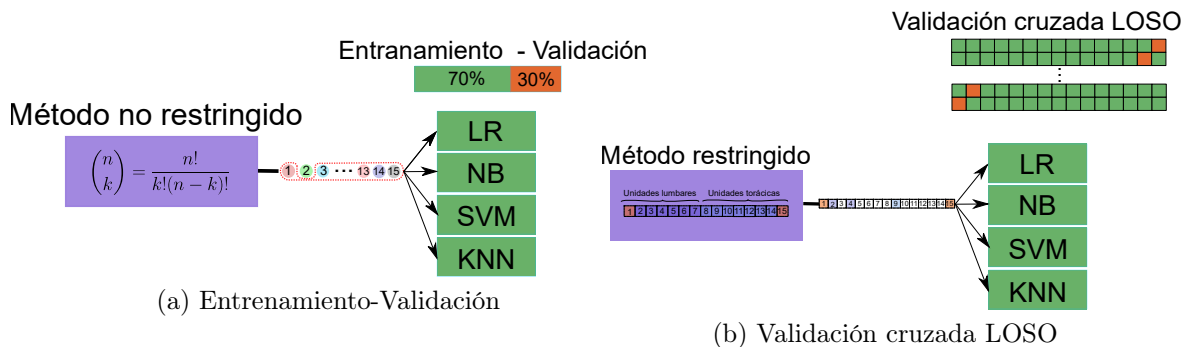 Entranamiento - Validación
70% 30%
Método no restringido
(n k) = n! / k!(n − k)!
1 2 3 ··· 13 14 15
LR
NB
SVM
KNN
(a) Entrenamiento-Validación
Validación cruzada LOSO
⋮
Método restringido
Unidades lumbares Unidades torácicas
1 2 3 4 5 6 7 8 9 10 11 12 13 14 15
1 2 3 4 5 6 7 8 9 10 11 12 13 14 15
LR
NB
SVM
KNN
(b) Validación cruzada LOSO